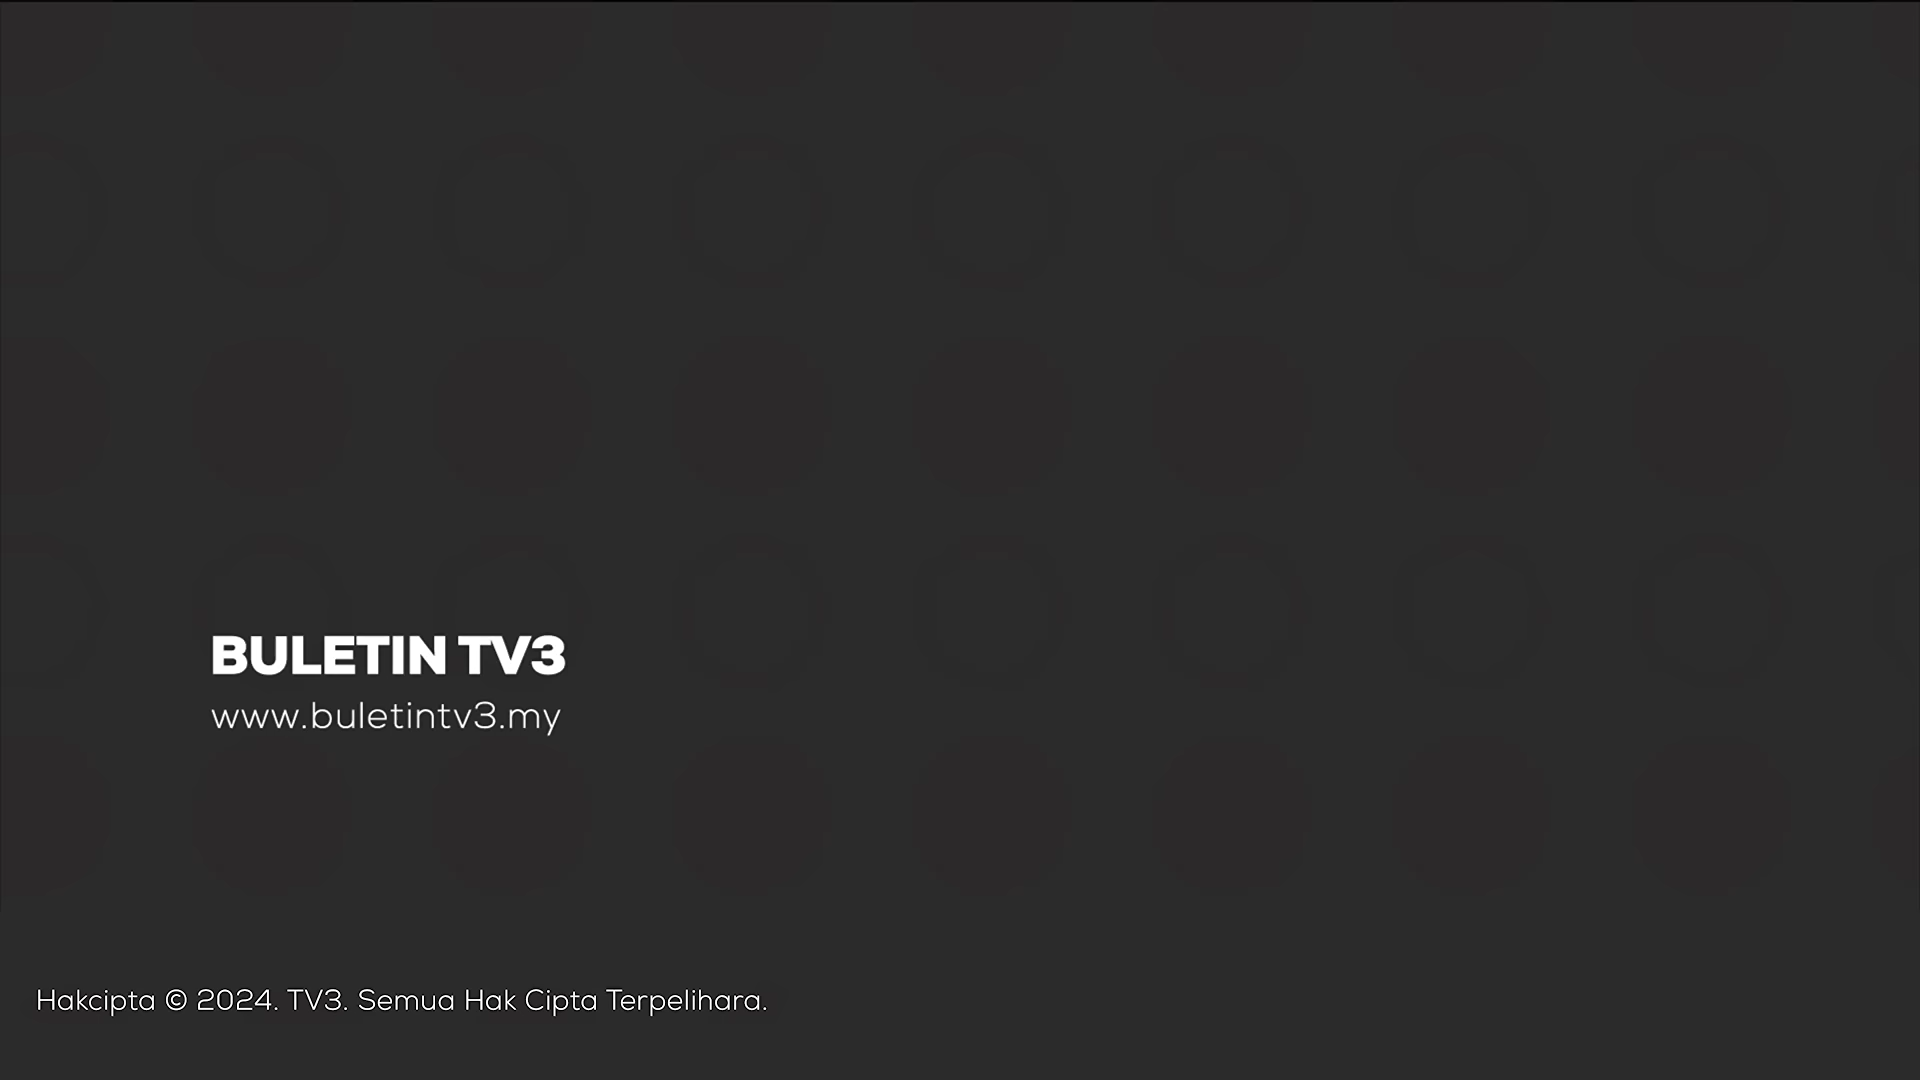 BULETIN TV3
www.buletintv3.my
Hakcipta © 2024. TV3. Semua Hak Cipta Terpelihara.